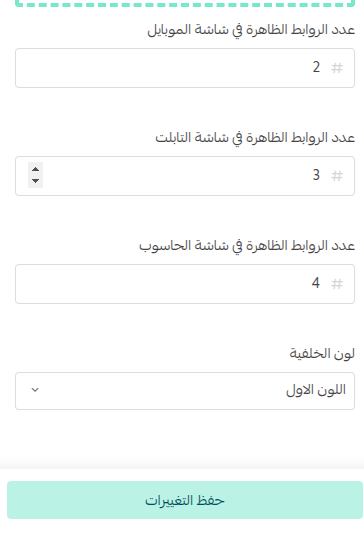 عدد الروابط الظاهرة في شاشة الموبايل
# 2
عدد الروابط الظاهرة في شاشة التابلت
# 3
عدد الروابط الظاهرة في شاشة الحاسوب
# 4
لون الخلفية
اللون الاول
حفظ التغييرات